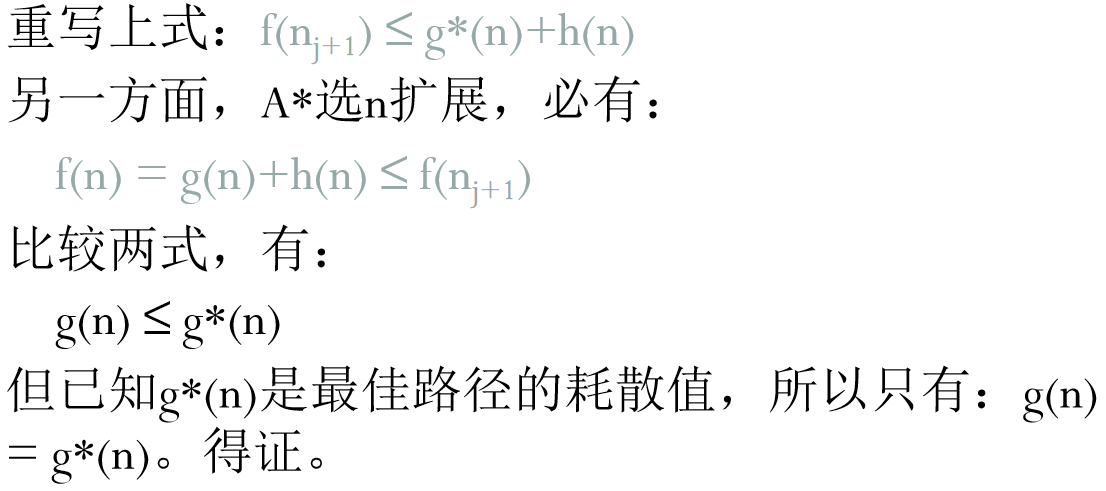 重写上式：f(nj+1) ≤ g*(n)+h(n)
另一方面，A*选n扩展，必有：
f(n) = g(n)+h(n) ≤ f(nj+1)
比较两式，有：
g(n) ≤ g*(n)
但已知g*(n)是最佳路径的耗散值，所以只有：g(n)
= g*(n)。得证。